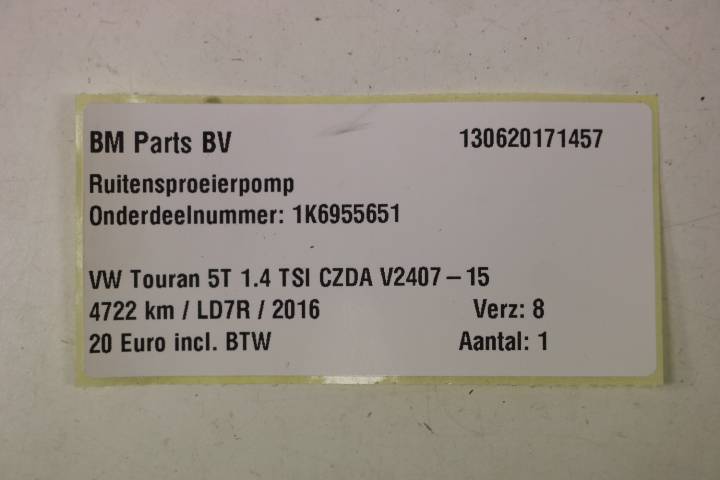 BM Parts BV 130620171457
Ruitensproeierpomp
Onderdeelnummer: 1K6955651
VW Touran 5T 1.4 TSI CZDA V2407 – 15
4722 km / LD7R / 2016 Verz: 8
20 Euro incl. BTW Aantal: 1